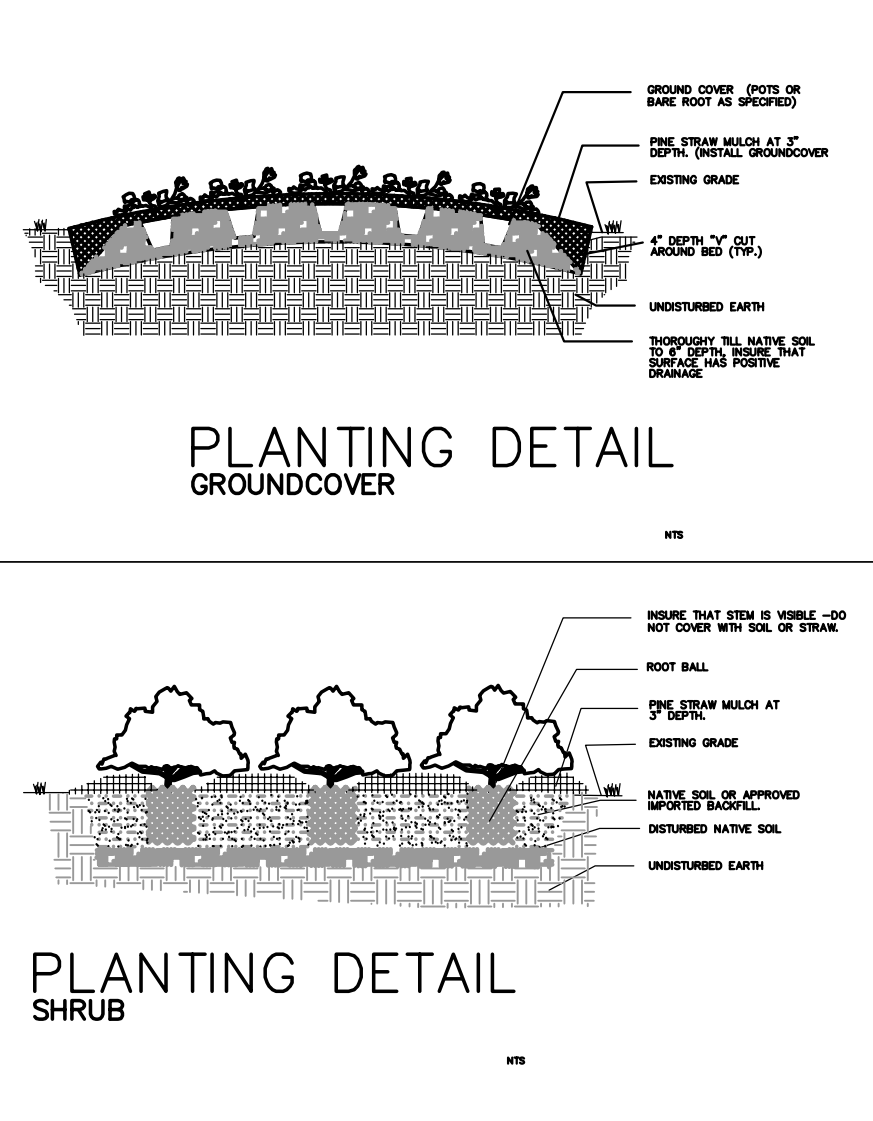 GROUND COVER (POTS OR
BARE ROOT AS SPECIFIED)
PINE STRAW MULCH AT 3"
DEPTH. (INSTALL GROUNDCOVER
EXISTING GRADE
4" DEPTH "V" CUT
AROUND BED (TYP.)
UNDISTURBED EARTH
THOROUGHY TILL NATIVE SOIL
TO 6" DEPTH, INSURE THAT
SURFACE HAS POSITIVE
DRAINAGE
PLANTING DETAIL
GROUNDCOVER
NTS
INSURE THAT STEM IS VISIBLE -DO
NOT COVER WITH SOIL OR STRAW.
ROOT BALL
PINE STRAW MULCH AT
3" DEPTH.
EXISTING GRADE
NATIVE SOIL OR APPROVED
IMPORTED BACKFILL.
DISTURBED NATIVE SOIL
UNDISTURBED EARTH
PLANTING DETAIL
SHRUB
NTS